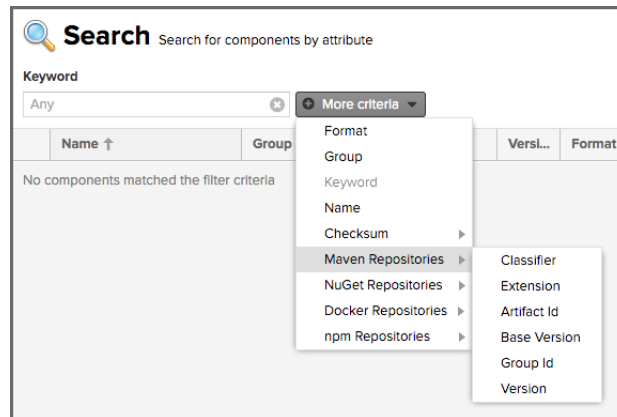 Search Search for components by attribute
Keyword
Any More criteria
Name Group Versi... Format
No components matched the filter criteria
Format
Group
Keyword
Name
Checksum
Maven Repositories
NuGet Repositories
Docker Repositories
npm Repositories
Classifier
Extension
Artifact Id
Base Version
Group Id
Version